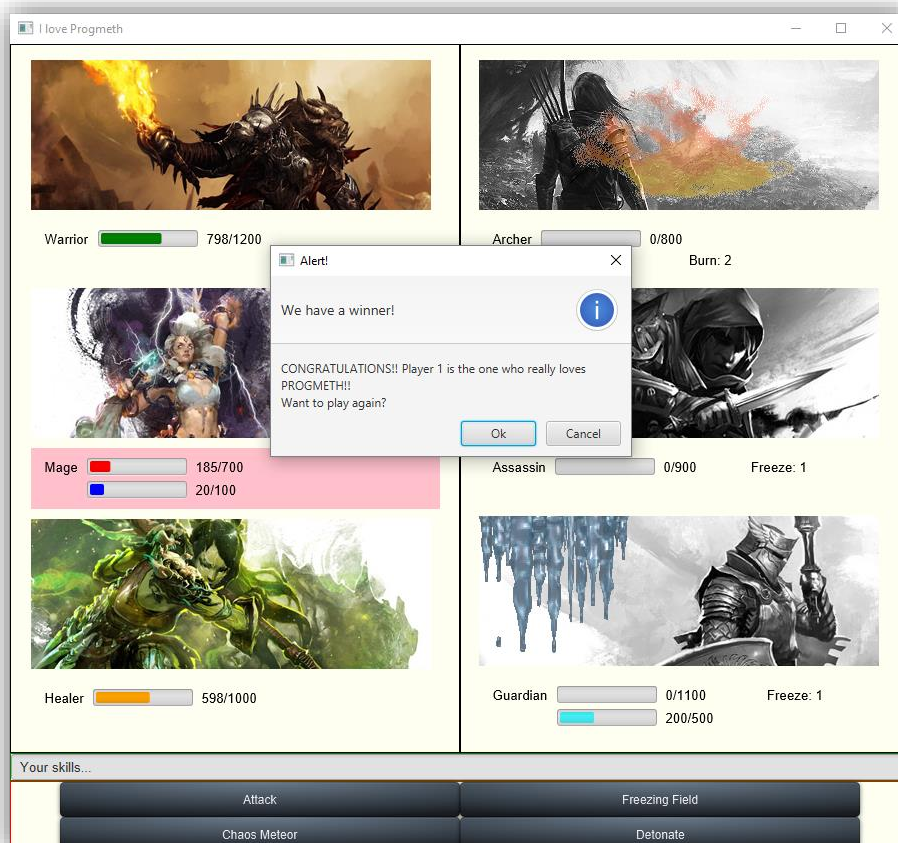 I love Progmeth
Warrior 798/1200
Archer 0/800
Burn: 2
Alert!
We have a winner!
CONGRATULATIONS!! Player 1 is the one who really loves
PROGMETH!!
Want to play again?
Ok Cancel
Mage 185/700
20/100
Assassin 0/900 Freeze: 1
Healer 598/1000
Guardian 0/1100 Freeze: 1
200/500
Your skills...
Attack Freezing Field
Chaos Meteor Detonate